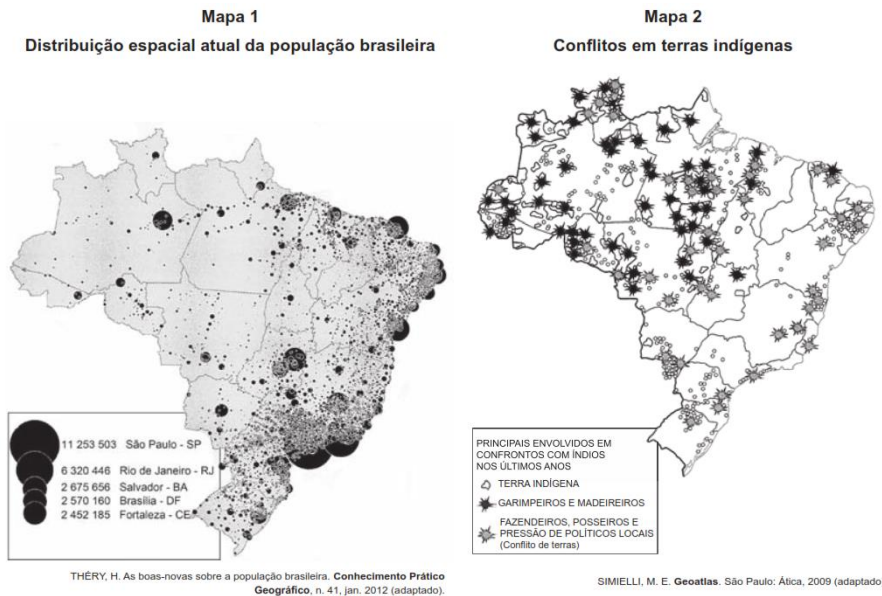 Mapa 1
Distribuição espacial atual da população brasileira
11 253 503 São Paulo - SP
6 320 446 Rio de Janeiro - RJ
2 675 656 Salvador - BA
2 570 160 Brasília - DF
2 452 185 Fortaleza - CE
THÉRY, H. As boas-novas sobre a população brasileira. Conhecimento Prático
Geográfico, n. 41, jan. 2012 (adaptado).
Mapa 2
Conflitos em terras indígenas
PRINCIPAIS ENVOLVIDOS EM
CONFRONTOS COM ÍNDIOS
NOS ÚLTIMOS ANOS
TERRA INDÍGENA
GARIMPEIROS E MADEIREIROS
FAZENDEIROS, POSSEIROS E
PRESSÃO DE POLÍTICOS LOCAIS
(Conflito de terras)
SIMIELLI, M. E. Geoatlas. São Paulo: Ática, 2009 (adaptado